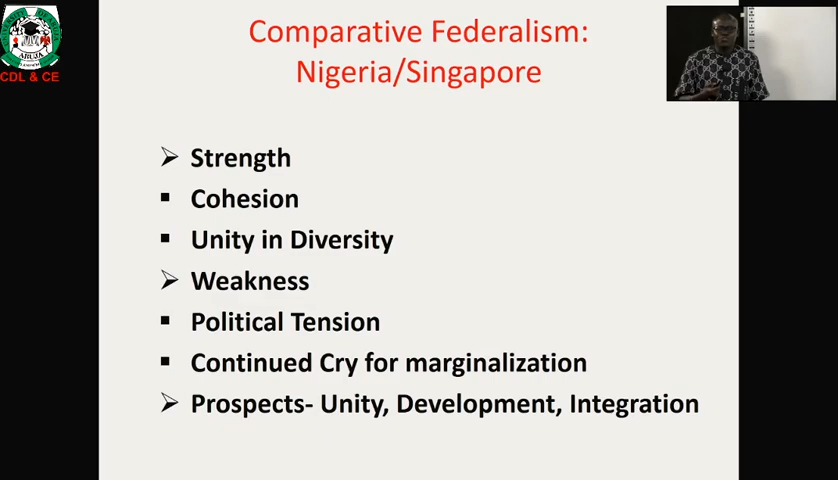 CDL & CE
Comparative Federalism:
Nigeria/Singapore
Strength
Cohesion
Unity in Diversity
Weakness
Political Tension
Continued Cry for marginalization
Prospects- Unity, Development, Integration